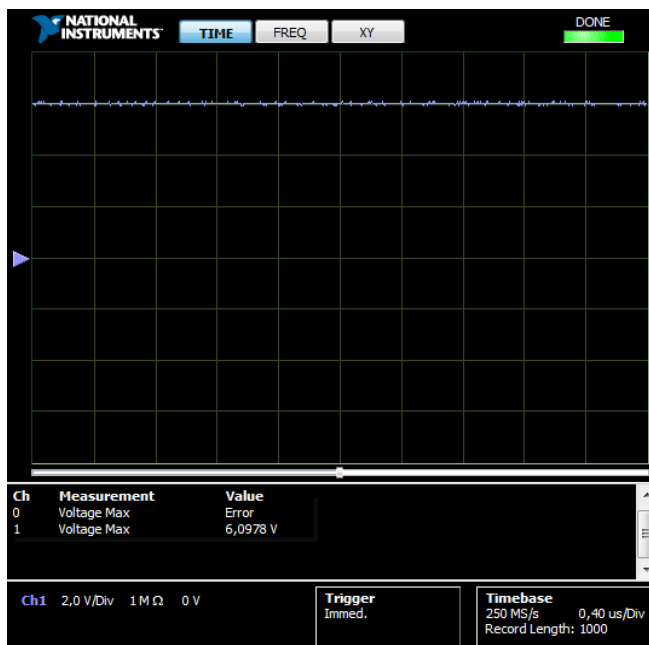 NATIONAL
INSTRUMENTS™
TIME FREQ XY
DONE
Ch Measurement Value
0 Voltage Max Error
1 Voltage Max 6,0978 V
Ch1 2,0 V/Div 1 M Ω 0 V
Trigger
Immed.
Timebase
250 MS/s 0,40 us/Div
Record Length: 1000